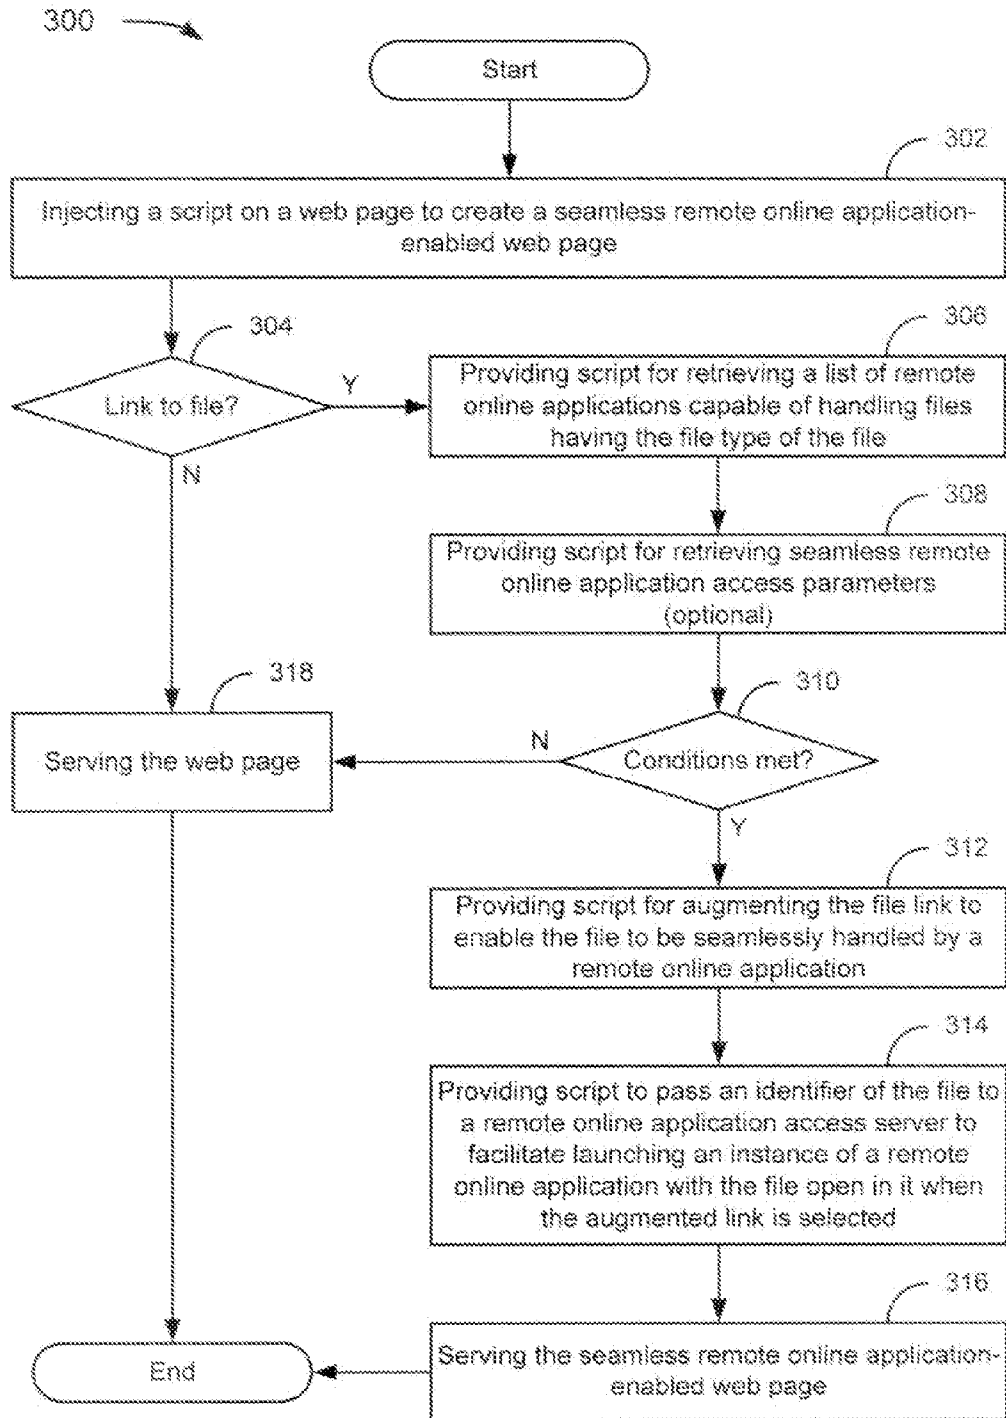 300
Start
302
Injecting a script on a web page to create a seamless remote online application-
enabled web page
304
Link to file?
Y
N
306
Providing script for retrieving a list of remote
online applications capable of handling files
having the file type of the file
308
Providing script for retrieving seamless remote
online application access parameters
(optional)
318
Serving the web page
310
Conditions met?
N
Y
312
Providing script for augmenting the file link to
enable the file to be seamlessly handled by a
remote online application
314
Providing script to pass an identifier of the file to
a remote online application access server to
facilitate launching an instance of a remote
online application with the file open in it when
the augmented link is selected
316
Serving the seamless remote online application-
enabled web page
End